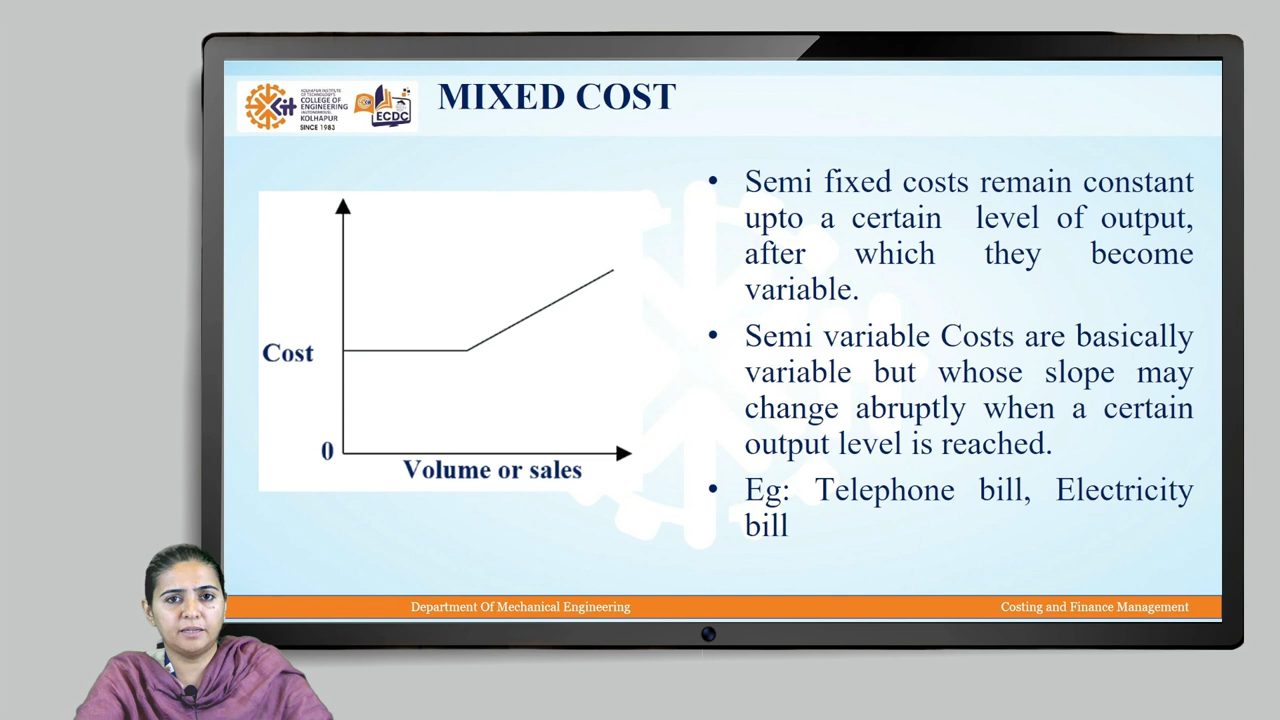 KOLHAPUR INSTITUTE
OF TECHNOLOGY'S
COLLEGE OF
ENGINEERING
(AUTONOMOUS)
KOLHAPUR
SINCE 1983
ECDC
MIXED COST
Cost
0
Volume or sales
• Semi fixed costs remain constant
upto a certain level of output,
after which they become
variable.
• Semi variable Costs are basically
variable but whose slope may
change abruptly when a certain
output level is reached.
• Eg: Telephone bill, Electricity
bill
Department Of Mechanical Engineering
Costing and Finance Management